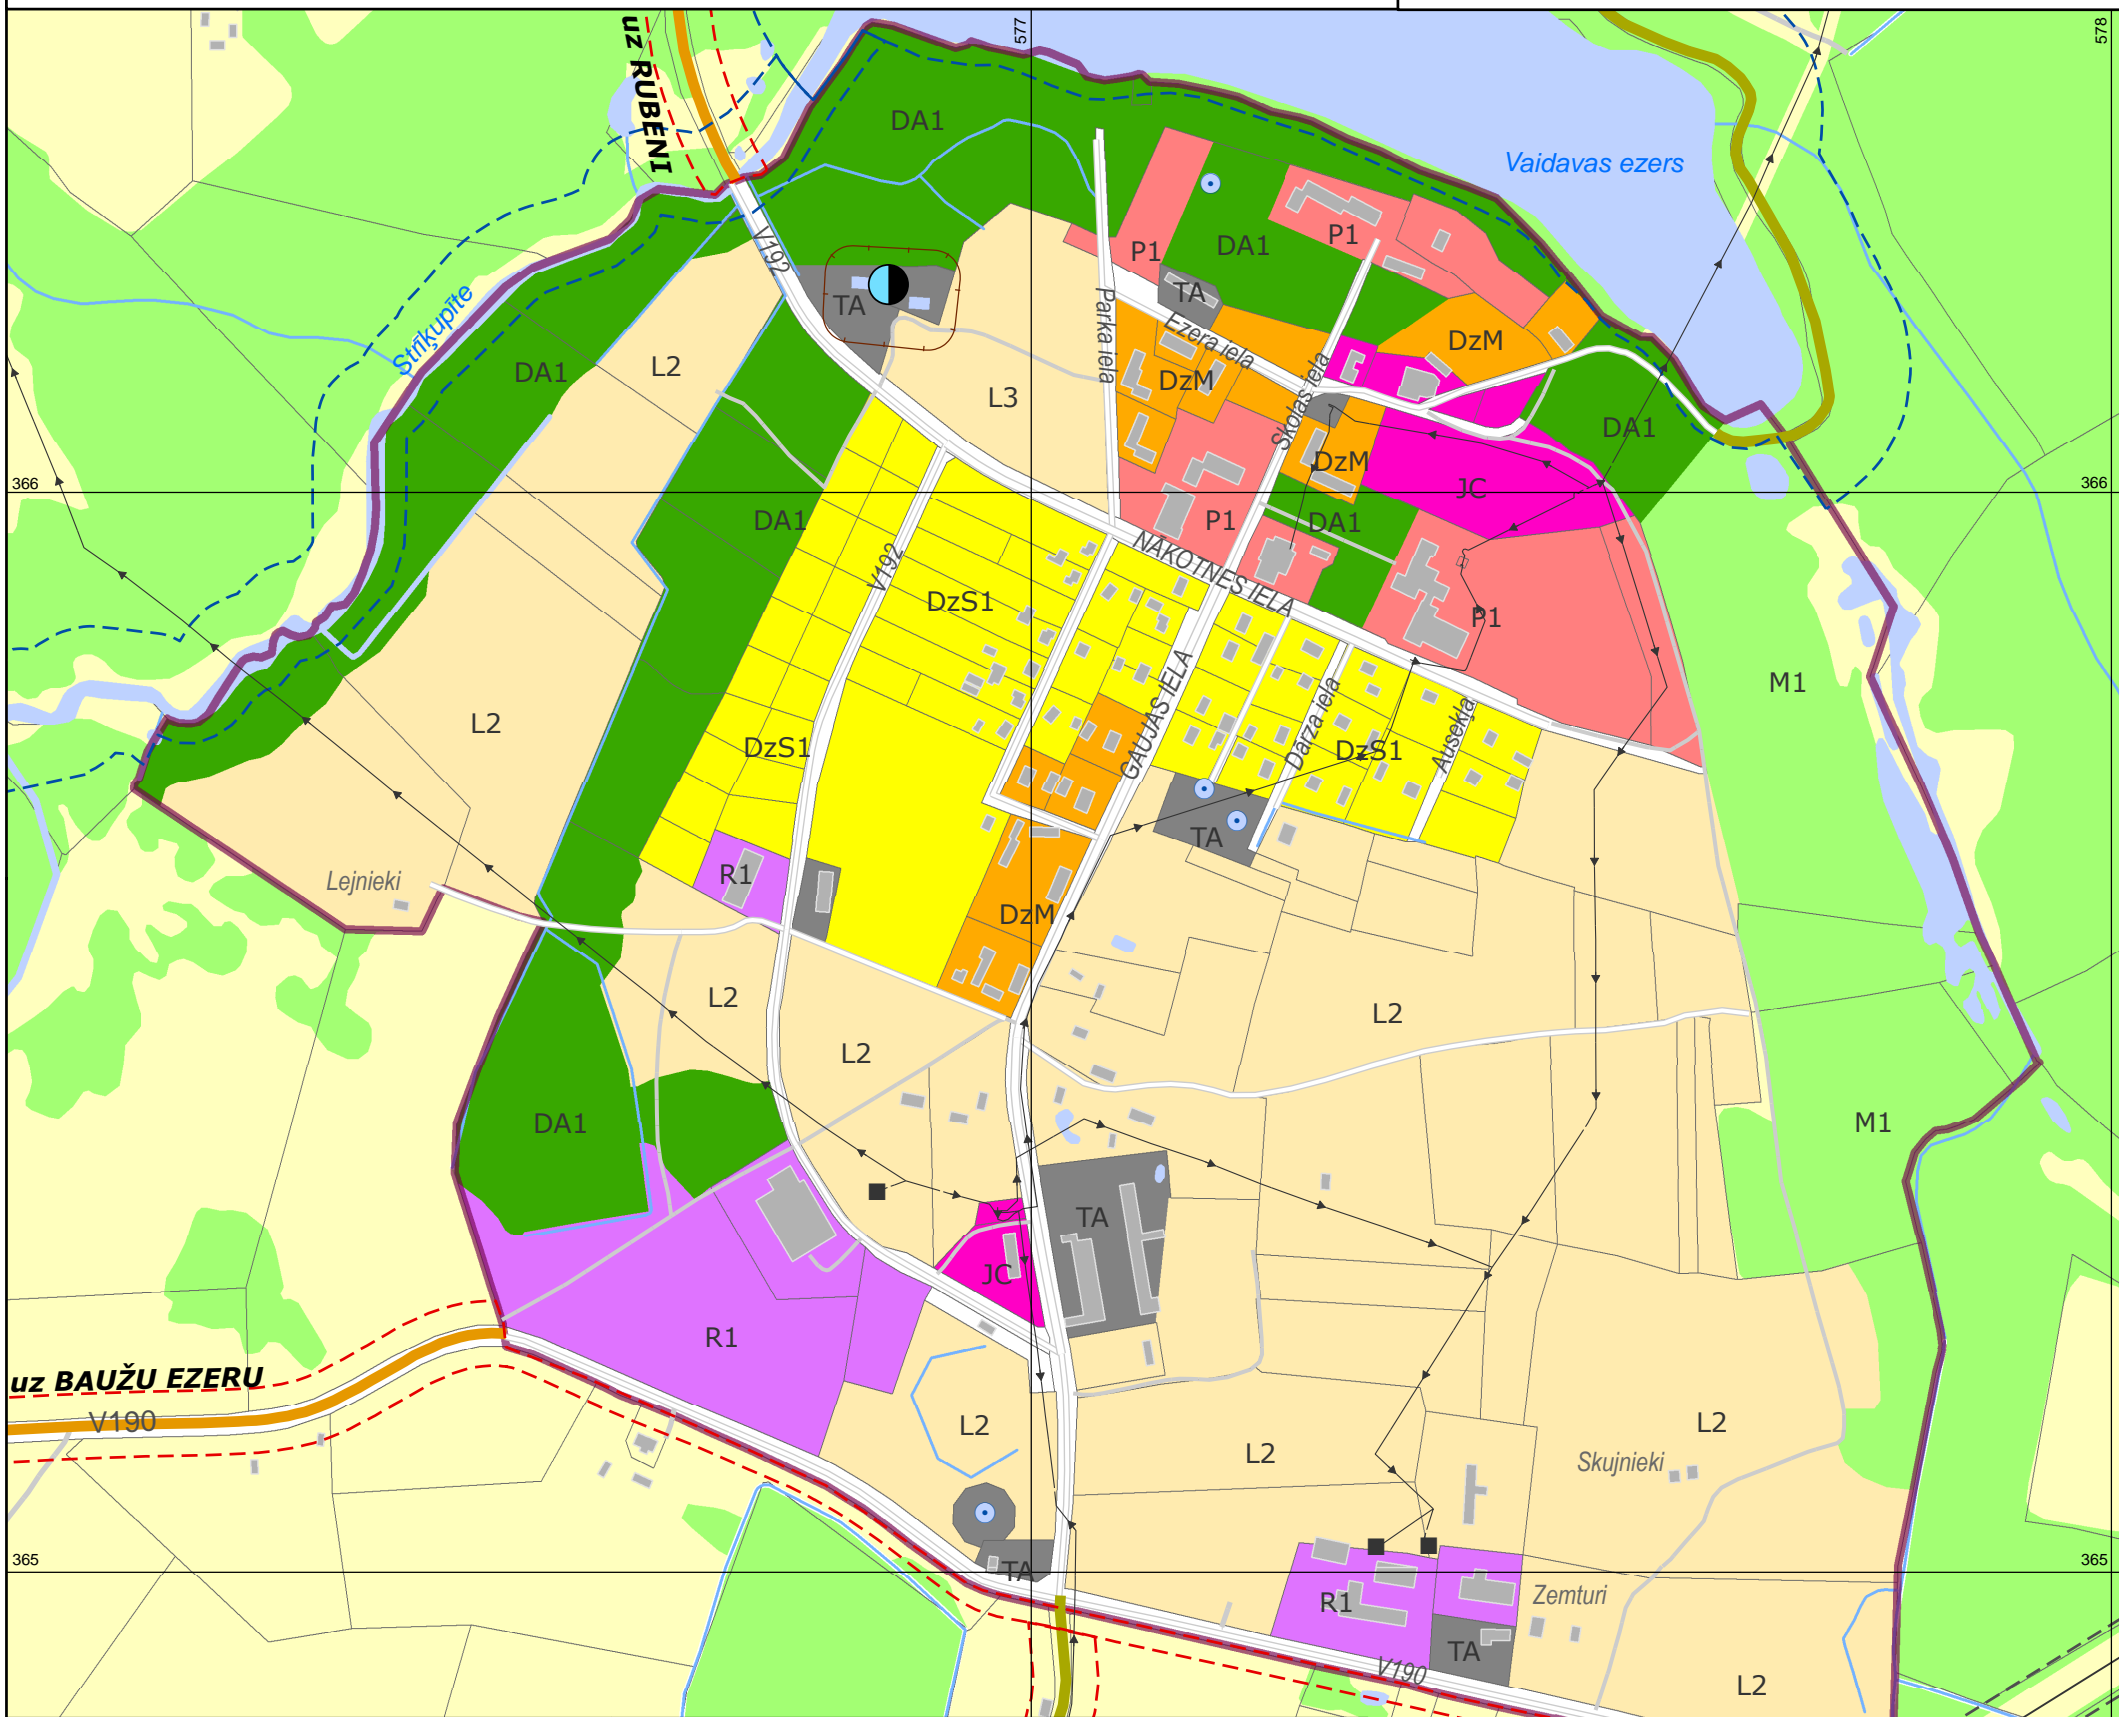 577
578
uz RUBENI
DA1
Vaidavas ezers
V192
P1
DA1
P1
TA
TA
Parka iela
Ezera iela
Strīķupīte
DzM
DA1
L2
L3
DzM
Skolas iela
DA1
DzM
366
366
JC
DA1
P1
DA1
NĀKOTNES IELA
V192
DzS1
P1
GAUJAS IELA
M1
Darza iela
Ausekļa
L2
DzS1
DzS1
TA
Lejnieki
R1
DzM
L2
L2
L2
DA1
M1
TA
JC
R1
uz BAUŽU EZERU
V190
L2
L2
L2
Skujnieki
365
365
TA
R1
Zemturi
TA
V190
L2